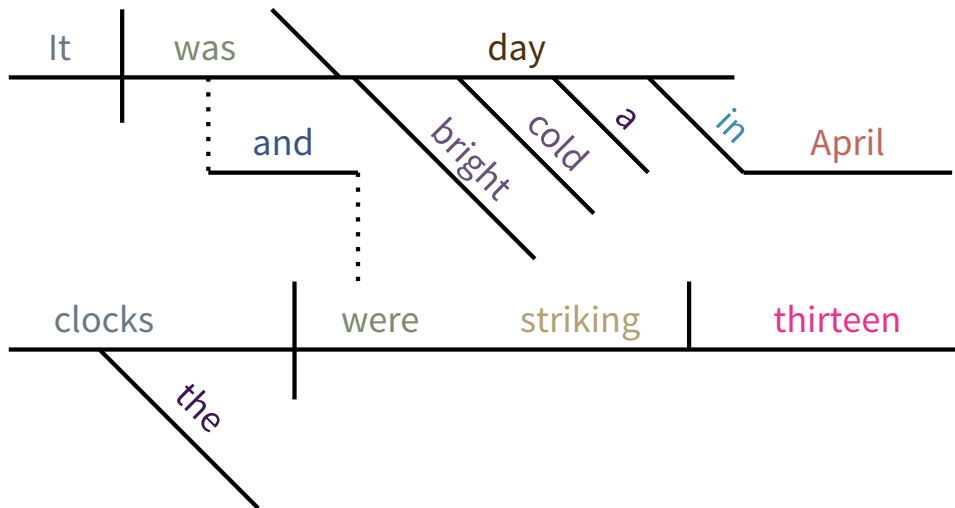 It was day
and bright cold a in April
clocks were striking thirteen
the